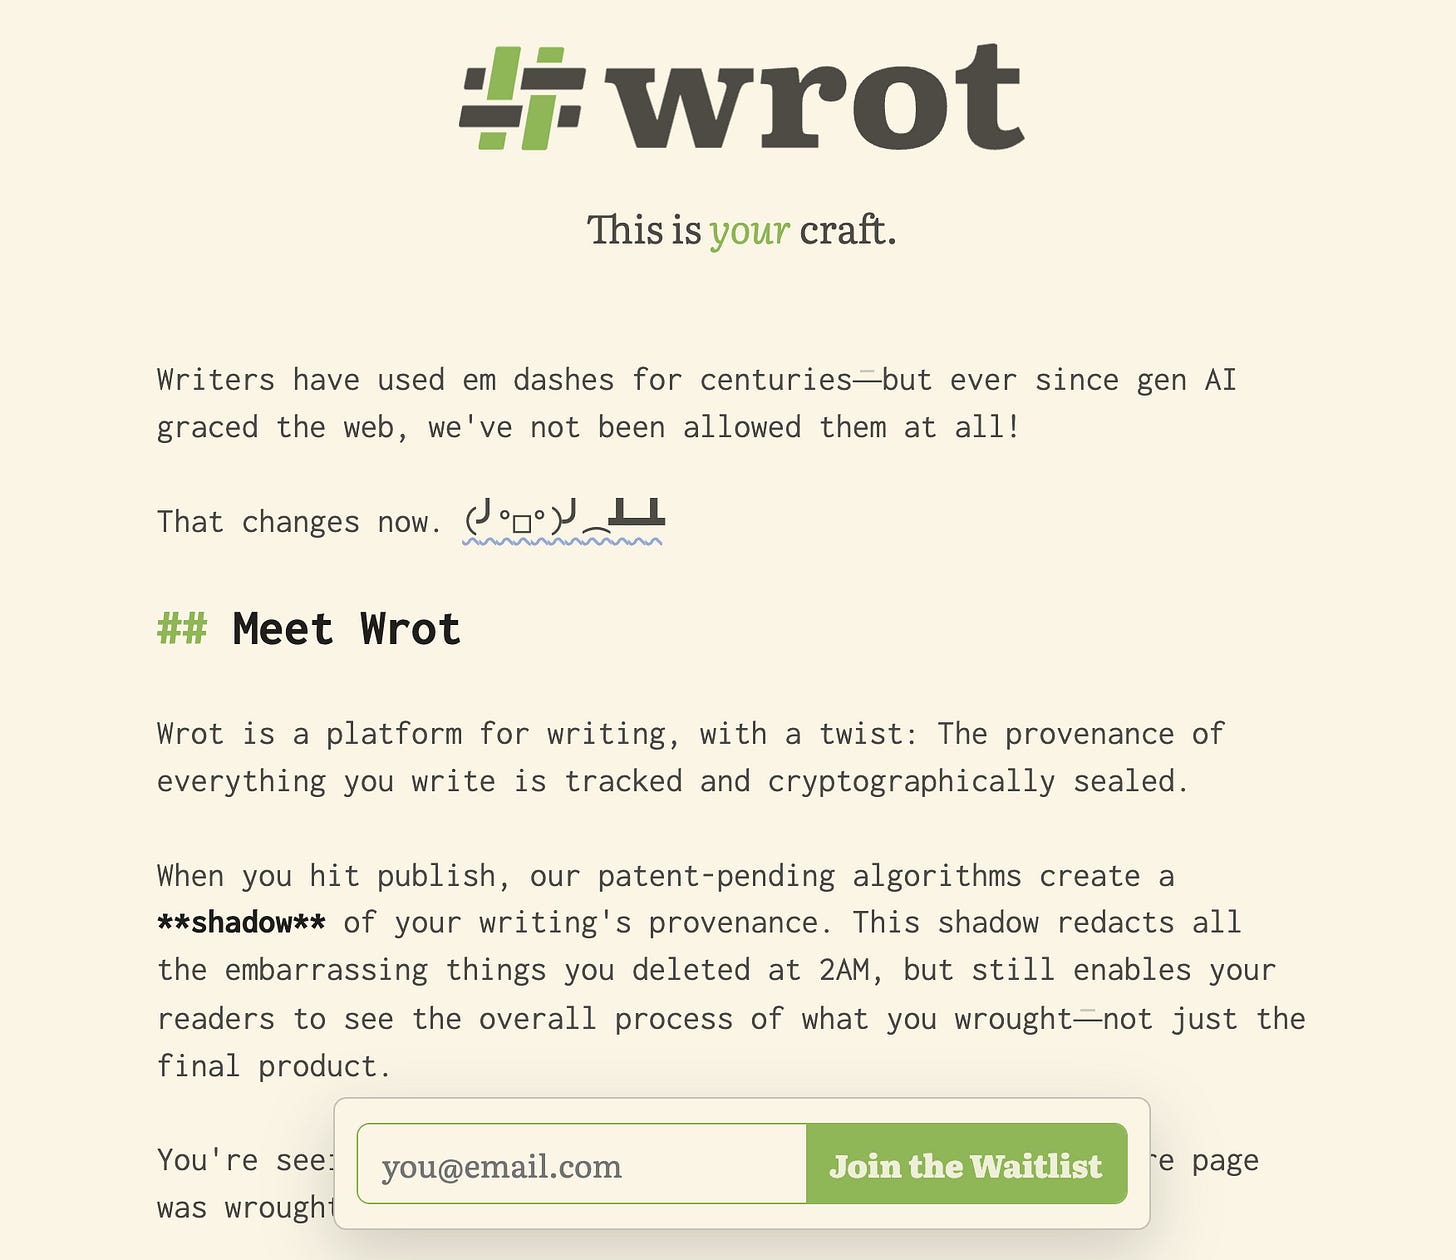 wrot
This is your craft.
Writers have used em dashes for centuries—but ever since gen AI
graced the web, we've not been allowed them at all!
That changes now. (╯°□°)╯︵┻━┻
## Meet Wrot
Wrot is a platform for writing, with a twist: The provenance of
everything you write is tracked and cryptographically sealed.
When you hit publish, our patent-pending algorithms create a
**shadow** of your writing's provenance. This shadow redacts all
the embarrassing things you deleted at 2AM, but still enables your
readers to see the overall process of what you wrought—not just the
final product.
You're page
was wrought
you@email.com
Join the Waitlist